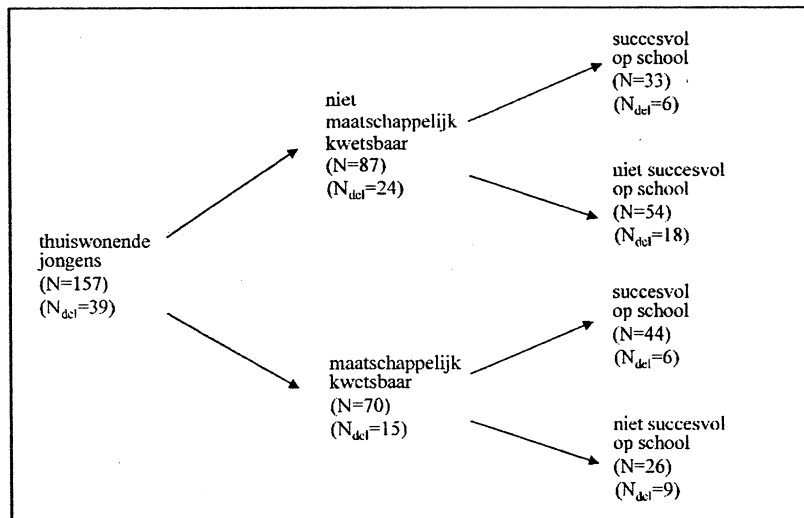 thuiswonende
jongens
(N=157)
(N_del=39)
niet
maatschappelijk
kwetsbaar
(N=87)
(N_del=24)
maatschappelijk
kwetsbaar
(N=70)
(N_del=15)
succesvol
op school
(N=33)
(N_del=6)
niet succesvol
op school
(N=54)
(N_del=18)
succesvol
op school
(N=44)
(N_del=6)
niet succesvol
op school
(N=26)
(N_del=9)